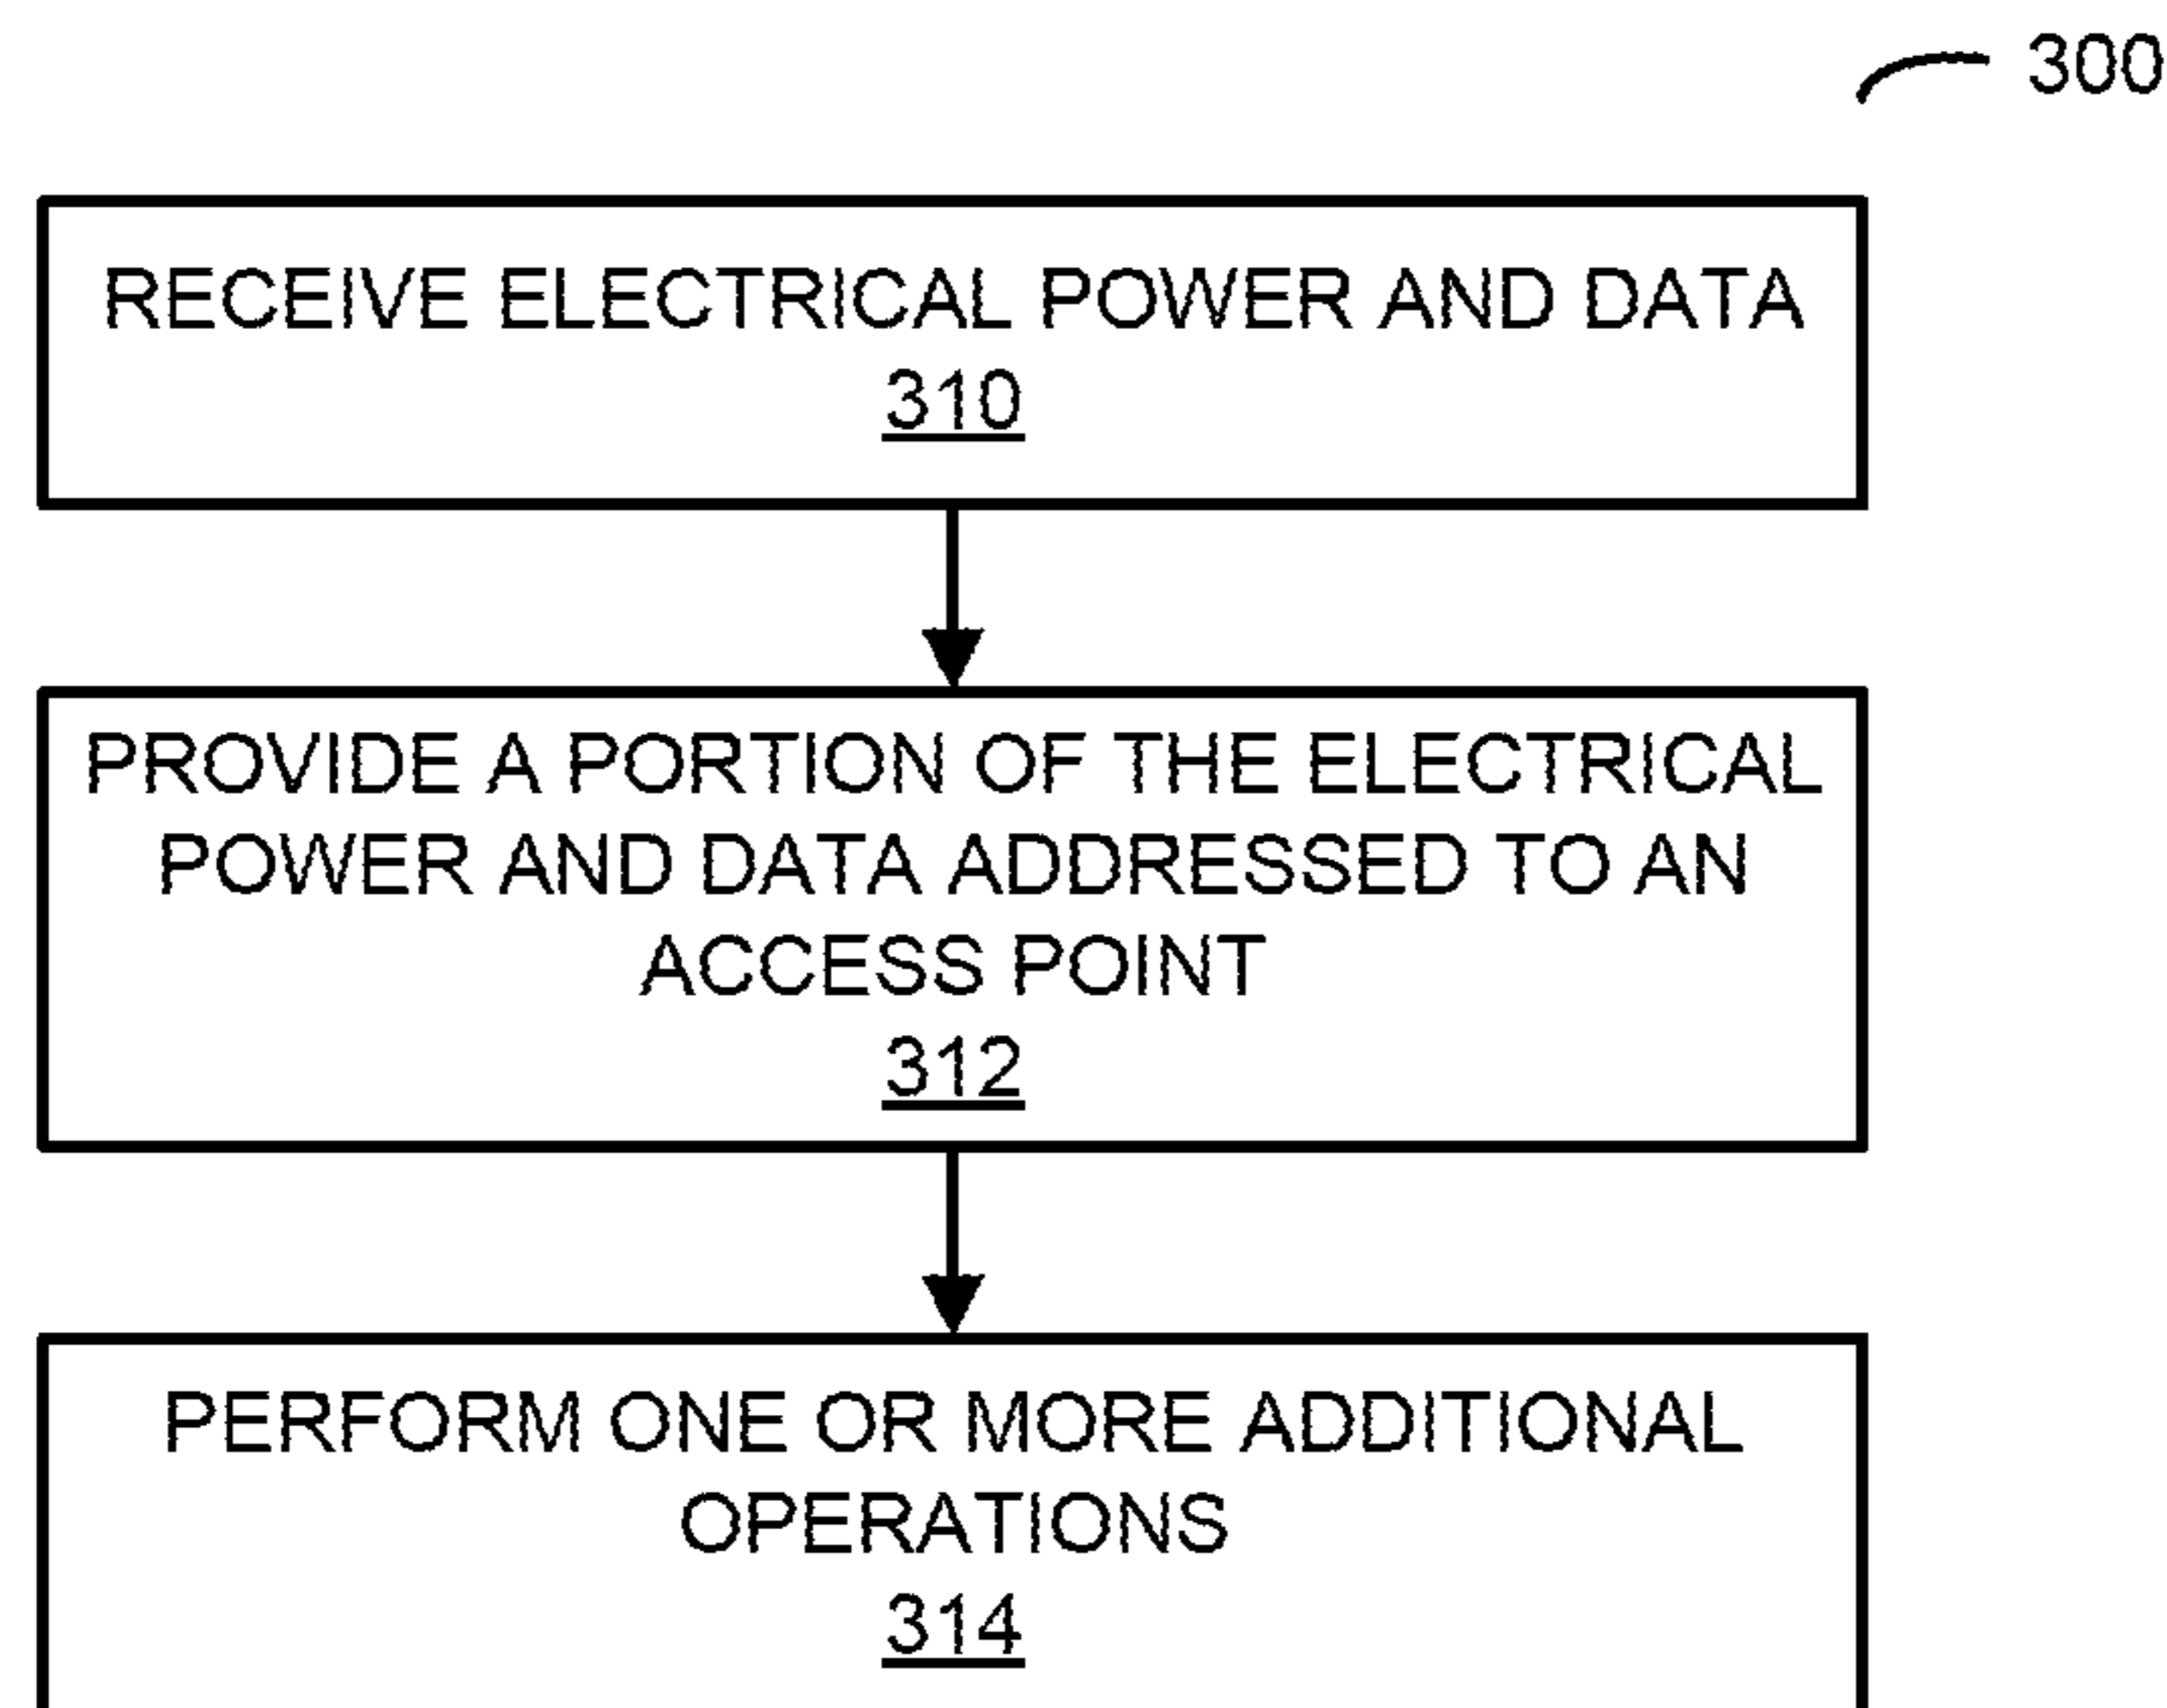 300
RECEIVE ELECTRICAL POWER AND DATA
310
PROVIDE A PORTION OF THE ELECTRICAL
POWER AND DATA ADDRESSED TO AN
ACCESS POINT
312
PERFORM ONE OR MORE ADDITIONAL
OPERATIONS
314